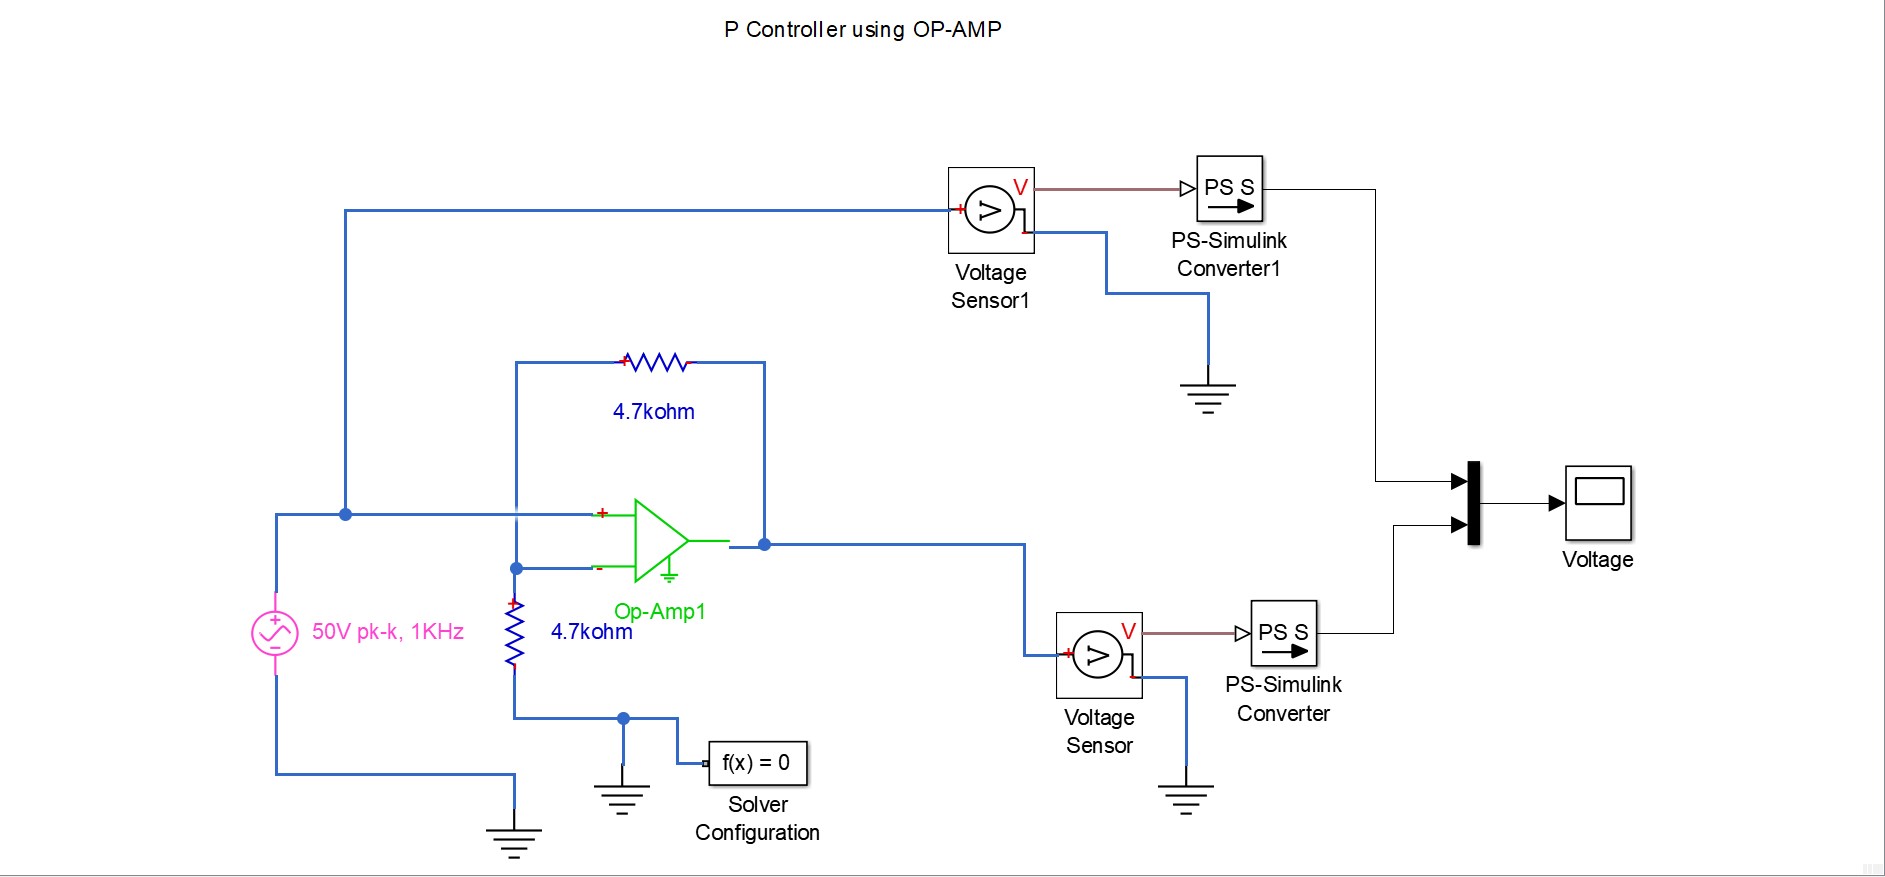 P Controller using OP-AMP
V
+
V
PS S
PS-Simulink
Converter1
Voltage
Sensor1
+
4.7kohm
+
-
Op-Amp1
+
4.7kohm
+
50V pk-k, 1KHz
Voltage
+
V
V
PS S
PS-Simulink
Converter
Voltage
Sensor
f(x) = 0
Solver
Configuration